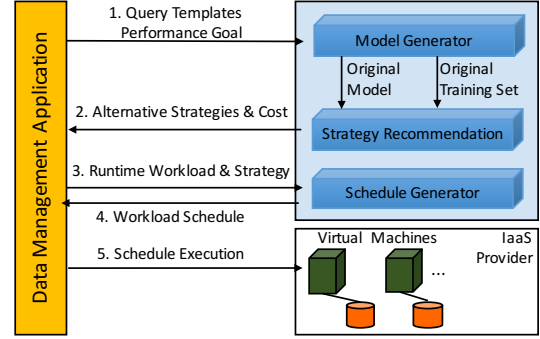 Data Management Application
1. Query Templates
Performance Goal
Model Generator
Original
Model
Original
Training Set
2. Alternative Strategies & Cost
Strategy Recommendation
3. Runtime Workload & Strategy
Schedule Generator
4. Workload Schedule
Virtual Machines
IaaS
Provider
5. Schedule Execution
...